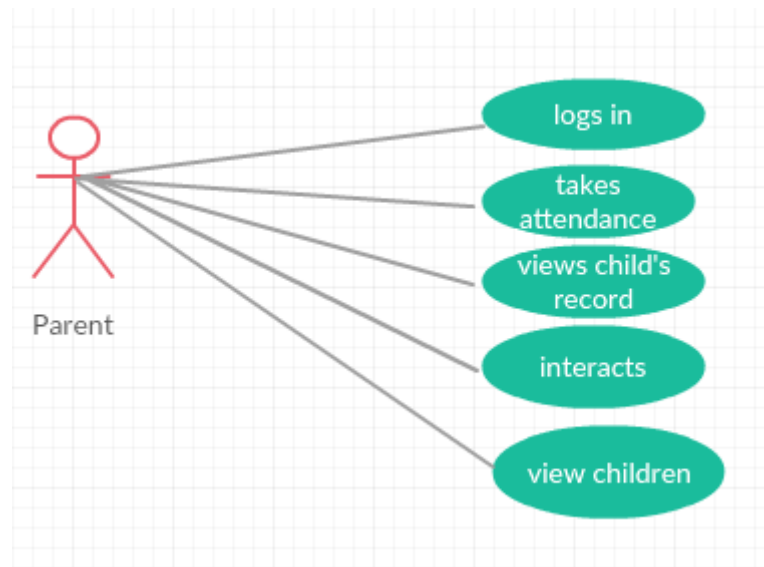 logs in
takes
attendance
views child's
record
Parent
interacts
view children